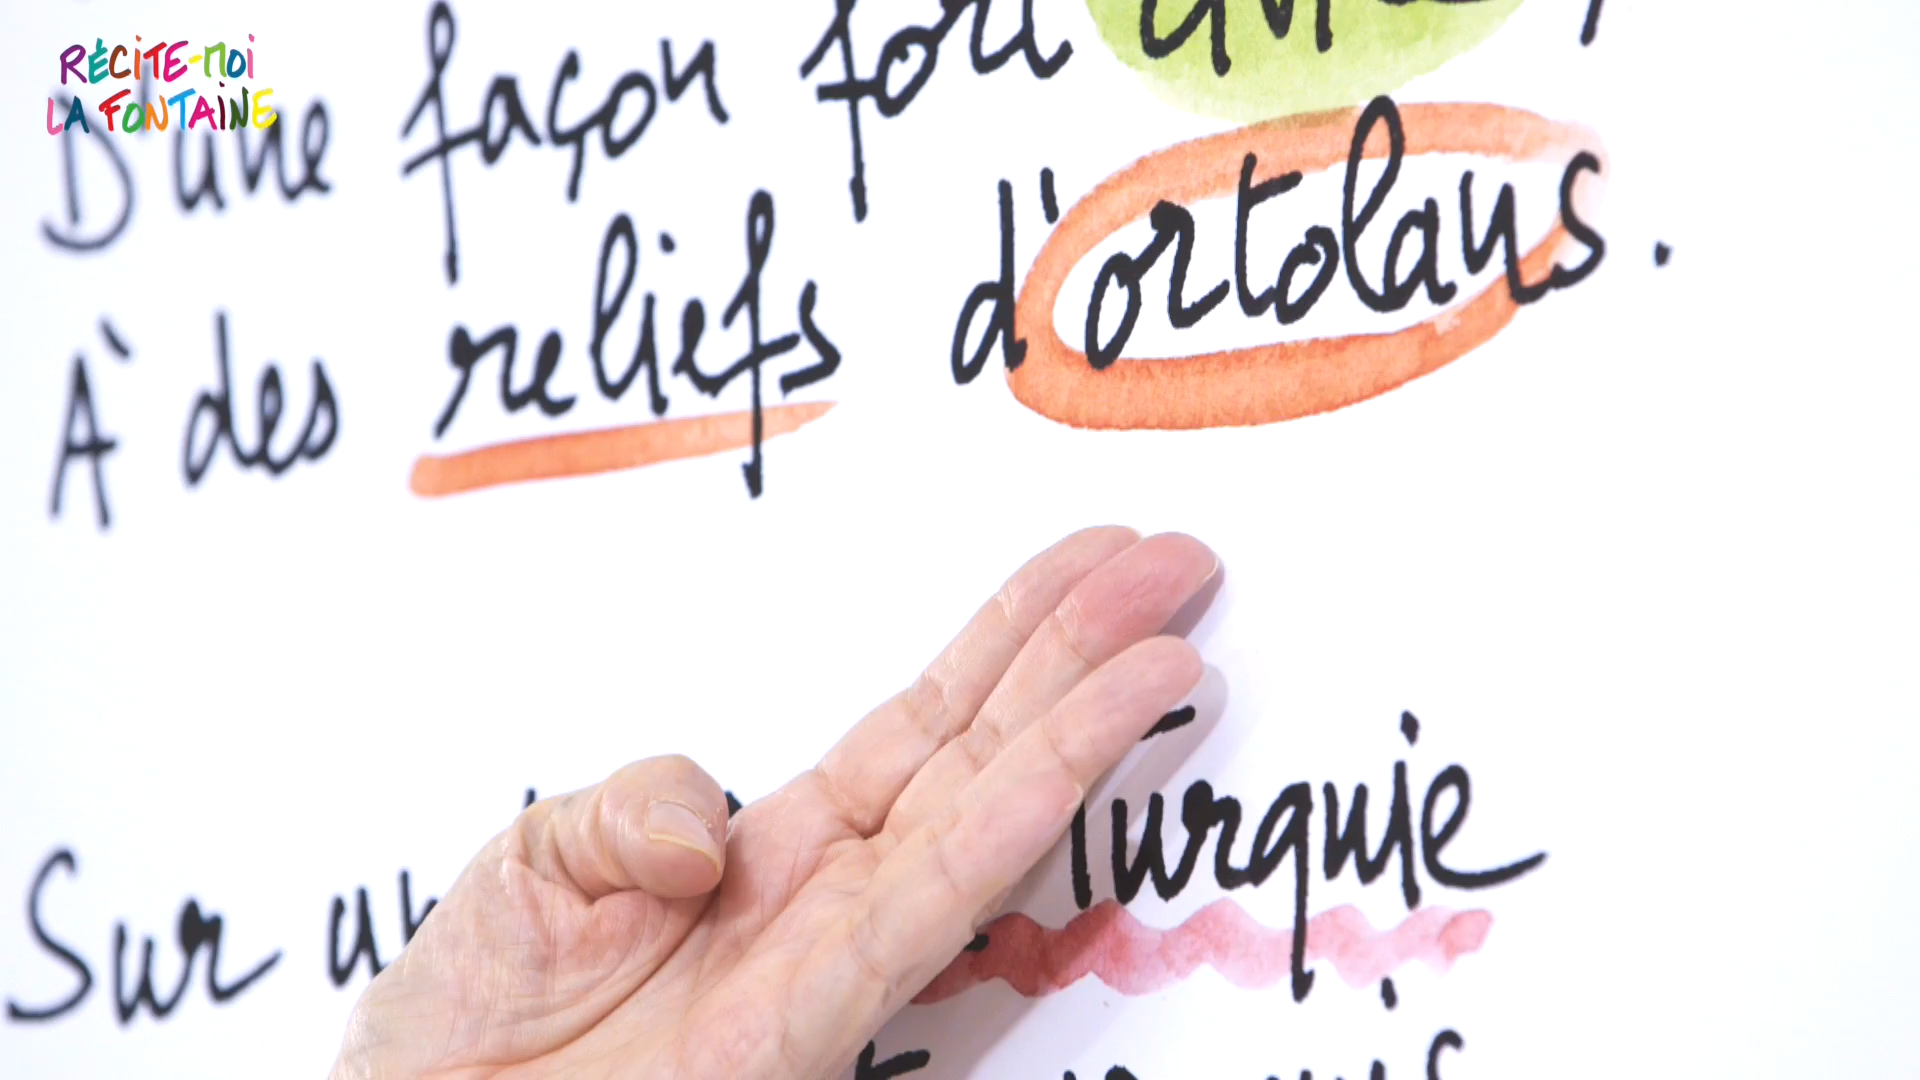 RÉCITE-MOI
LA FONTAINE
D'une façon fort
À des reliefs d'ortolans.
Sur un Turquie